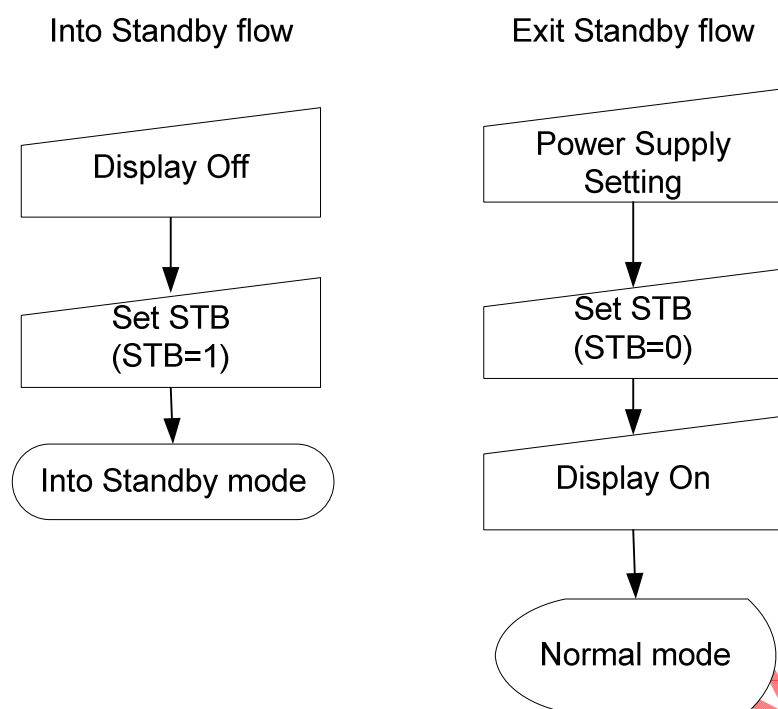 Into Standby flow
Display Off
Set STB
(STB=1)
Into Standby mode
Exit Standby flow
Power Supply
Setting
Set STB
(STB=0)
Display On
Normal mode